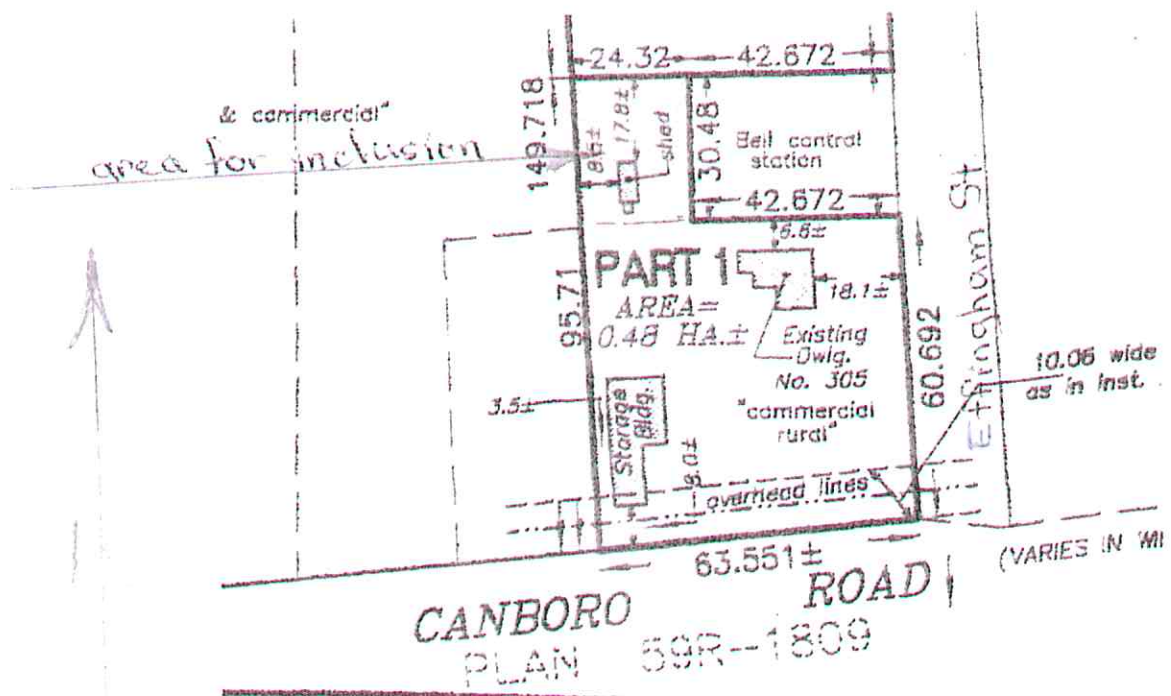 24.32 42.672
149.718
& commercial"
area for inclusion
8.6±
17.8±
shed
30.48
Bell control
station
42.672
6.6±
PART 1
AREA=
0.48 HA.±
95.71
18.1±
Existing
Dwlg.
No. 305
"commercial
rural"
60.692
Effingham St
10.06 wide
as in inst.
3.5±
Storage
Bldg.
8.0±
overhead lines
63.551±
(VARIES IN WI
CANBORO ROAD
PLAN 59R-1809